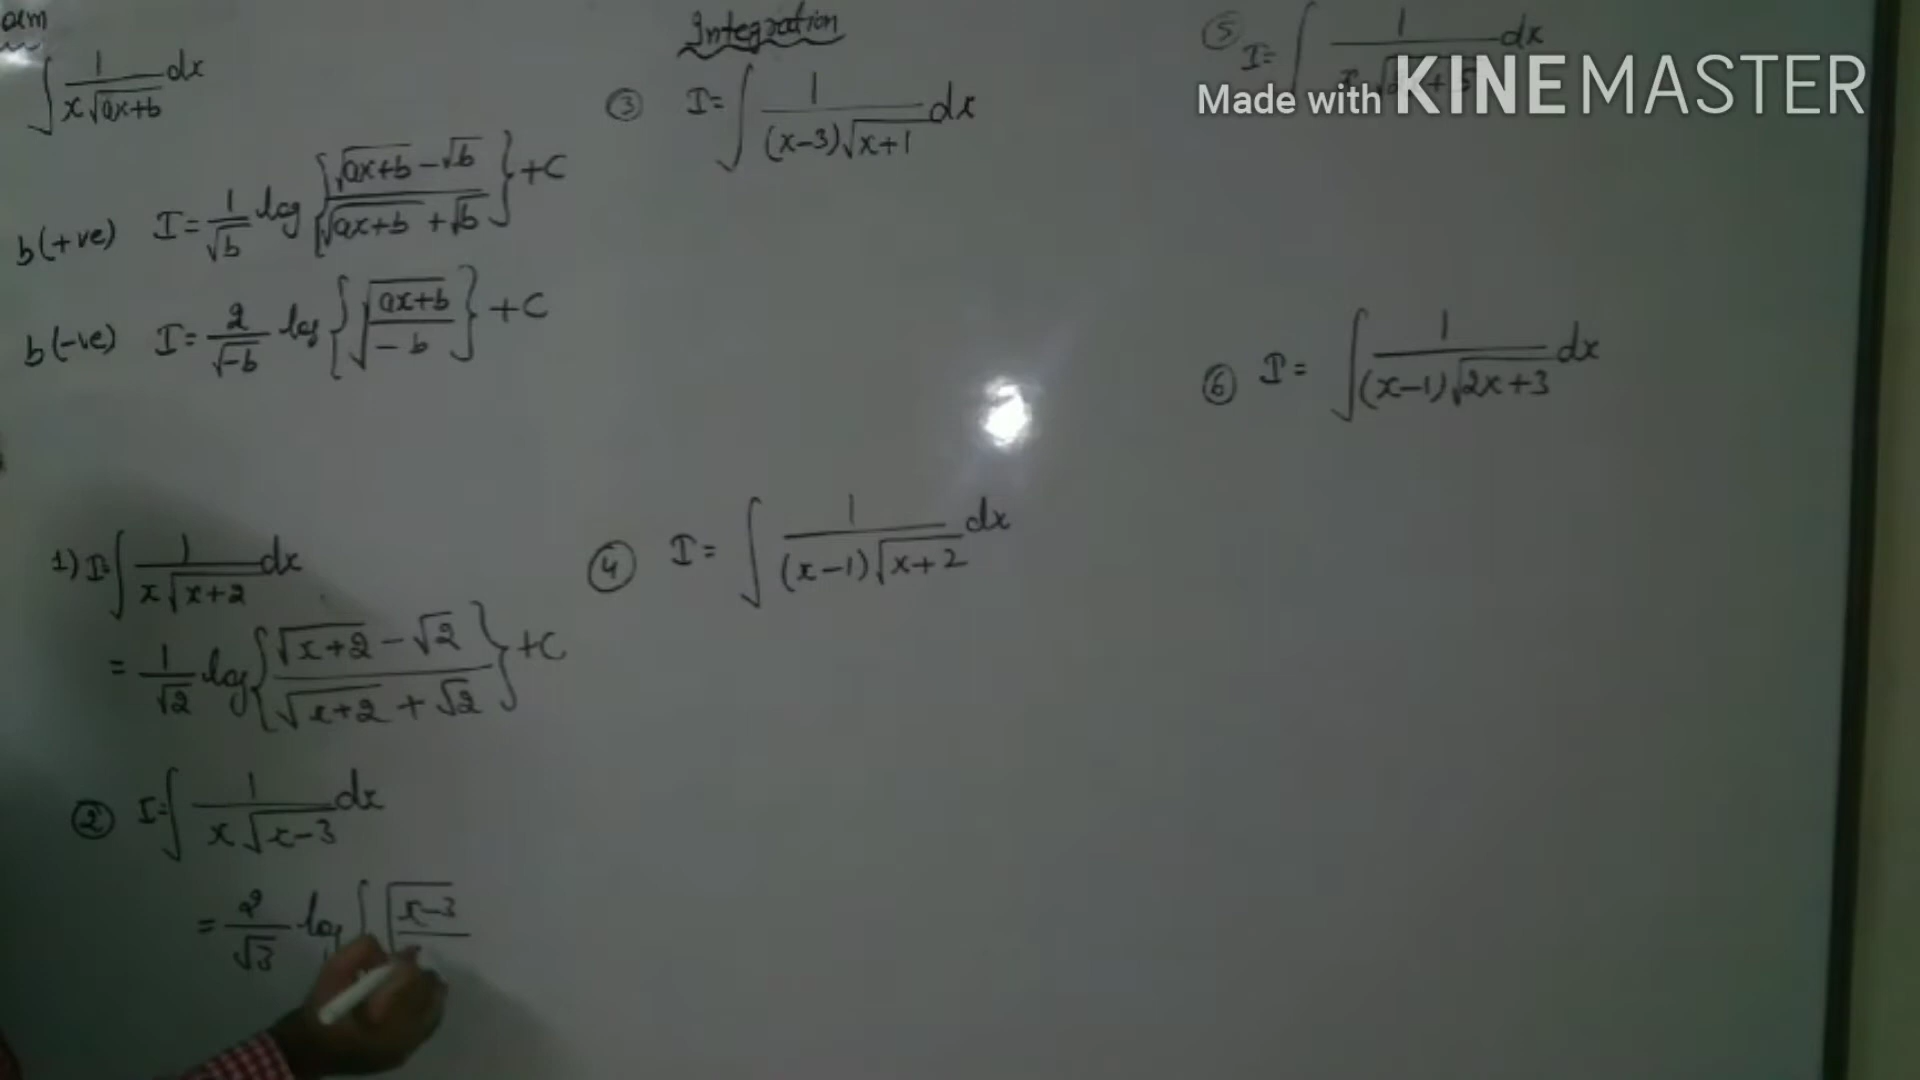 ∫ 1/(x√(ax+b)) dx
b(+ve) I = 1/√b log {(√(ax+b) − √b)/(√(ax+b) + √b)} + C
b(-ve) I = 2/√-b log {√((ax+b)/(-b))} + C
1) I = ∫ 1/(x√(x+2)) dx
= 1/√2 log {(√(x+2) − √2)/(√(x+2) + √2)} + C
② I = ∫ 1/(x√(x-3)) dx
= 2/√3 log { √(x-3)
Integration
③ I = ∫ 1/((x-3)√(x+1)) dx
④ I = ∫ 1/((x-1)√(x+2)) dx
⑤ I = ∫ 1/ dx
Made with KINEMASTER
⑥ I = ∫ 1/((x-1)√(2x+3)) dx